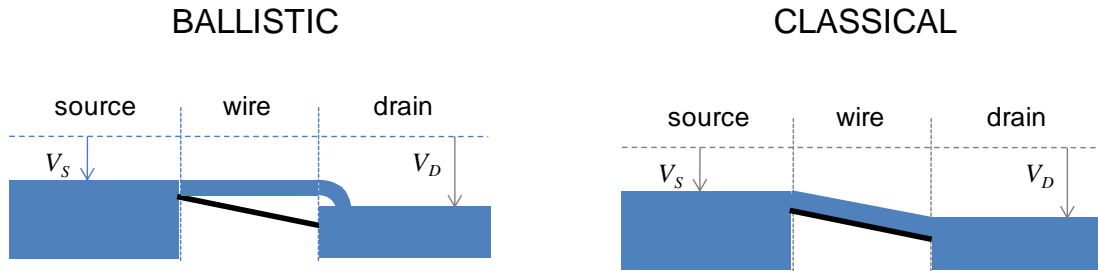 BALLISTIC
source wire drain
V_S
V_D
CLASSICAL
source wire drain
V_S
V_D